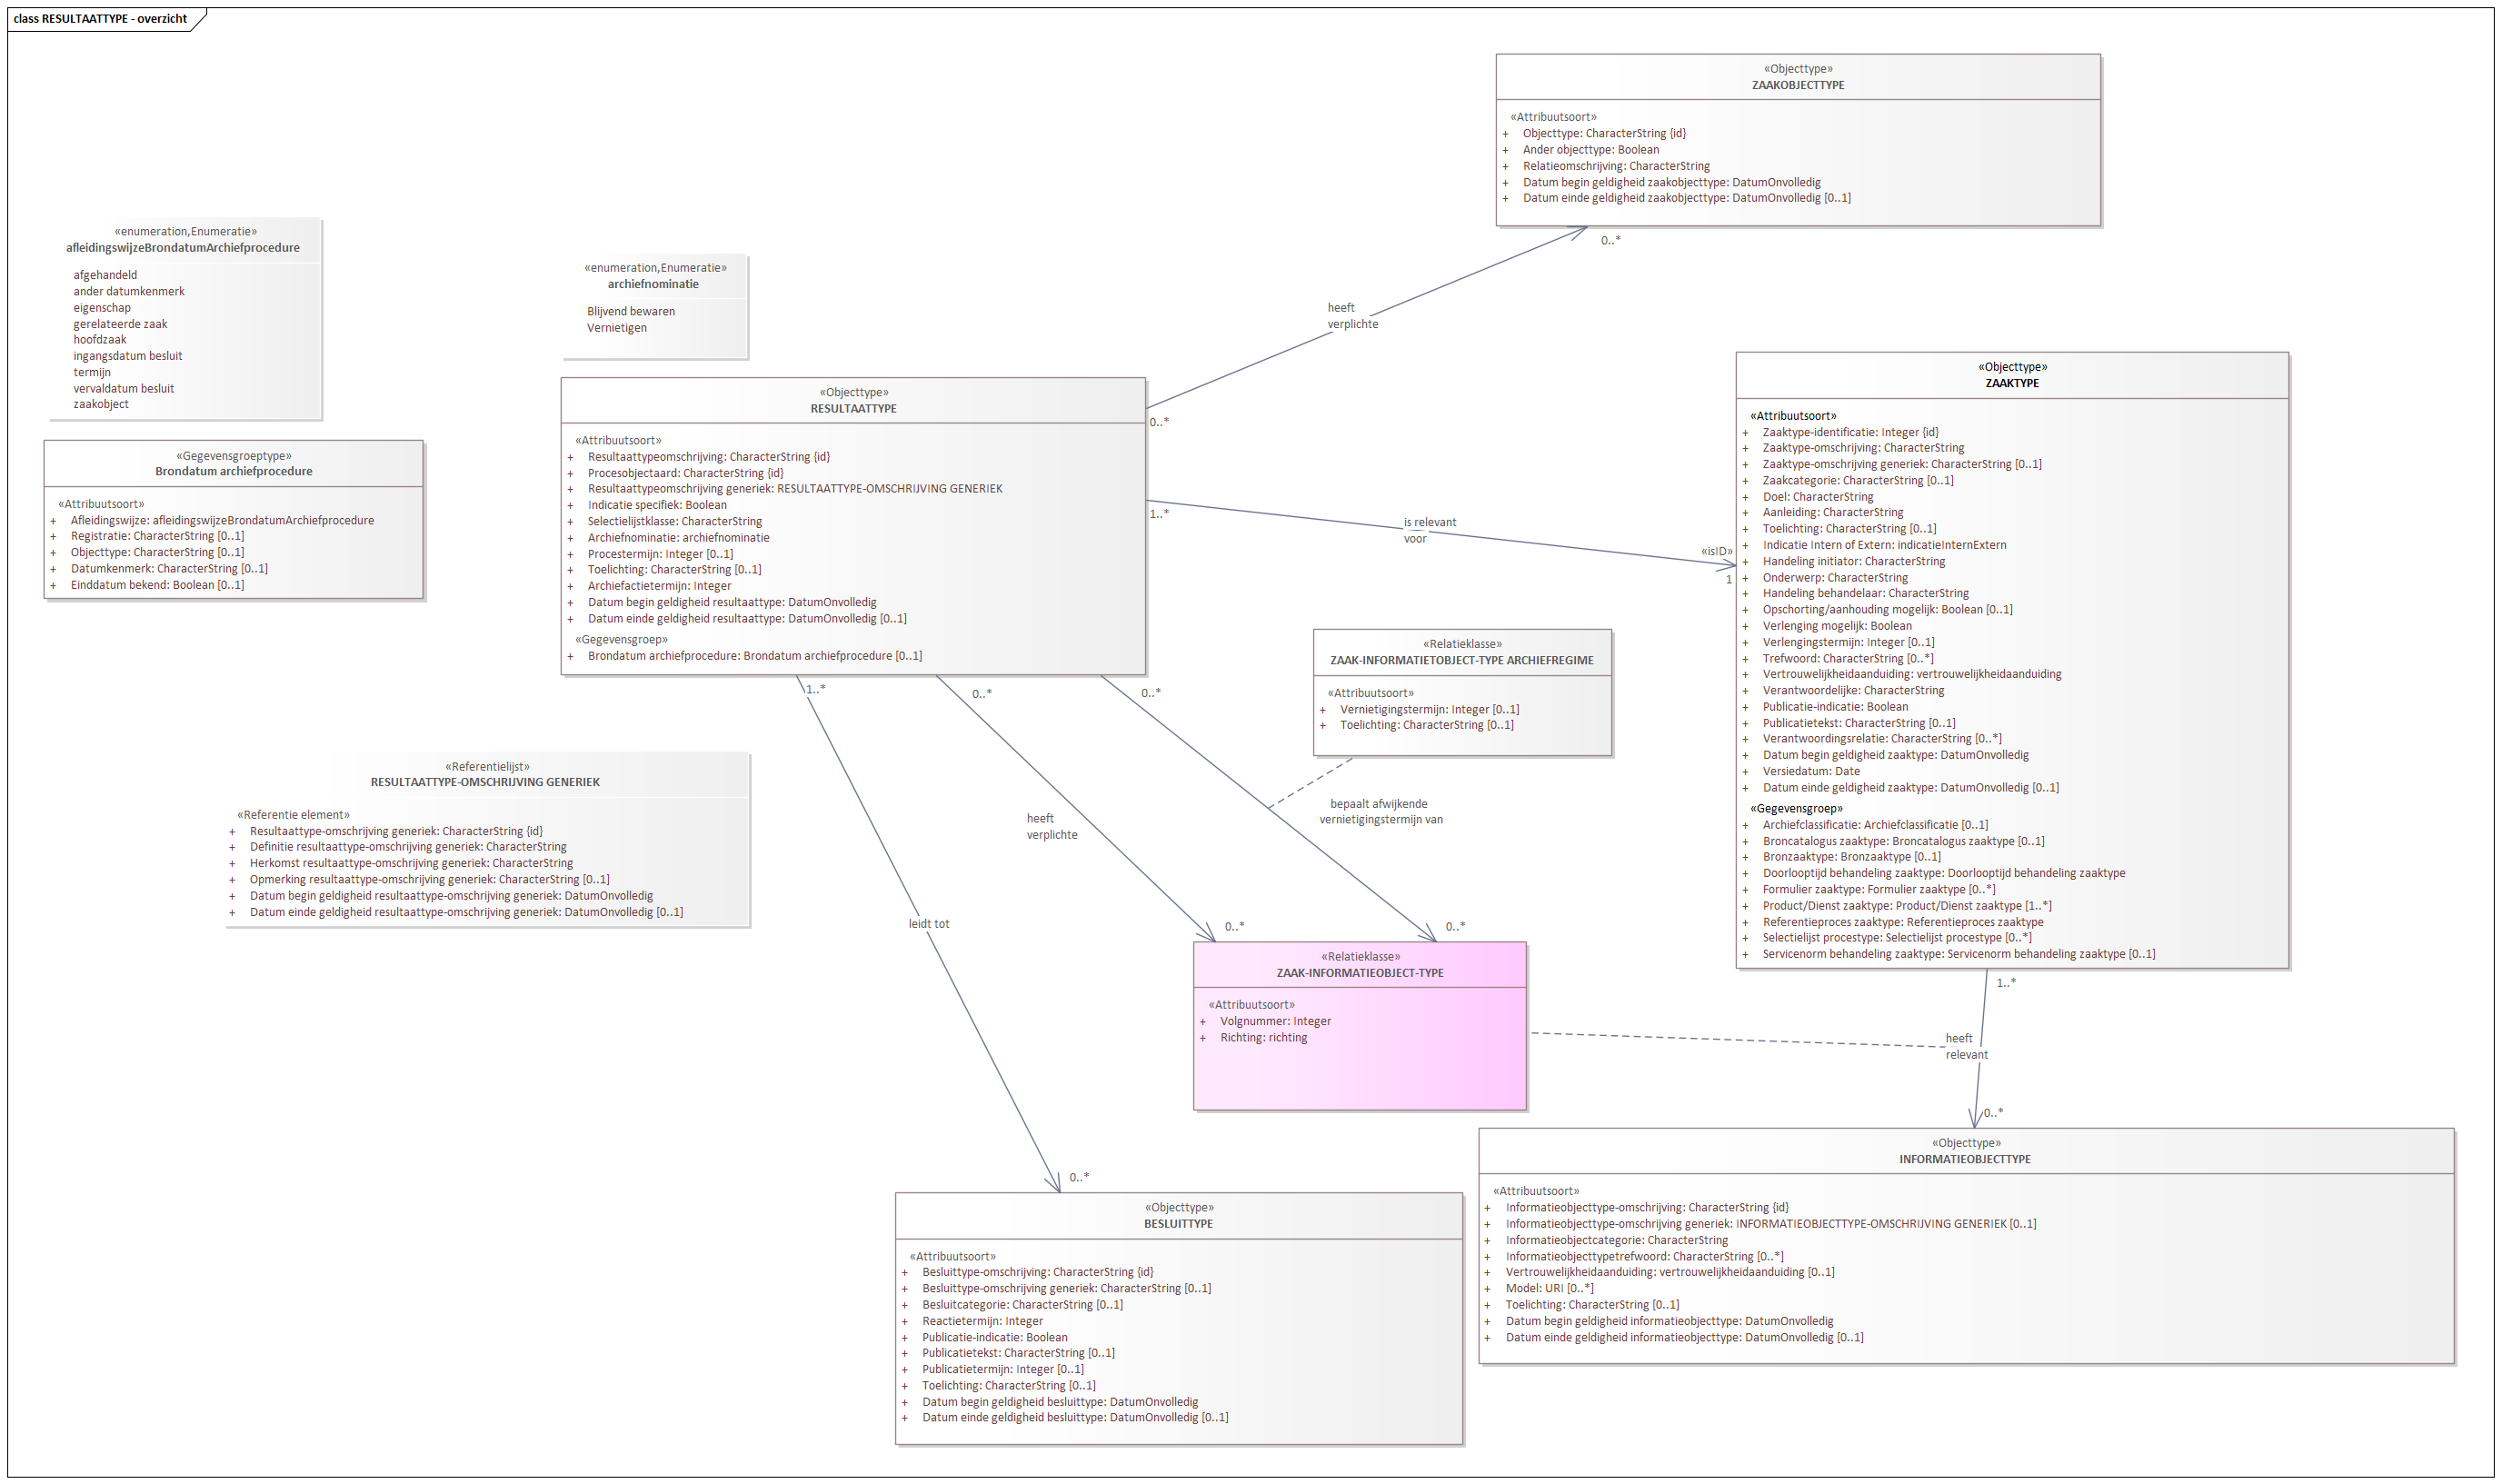 class RESULTAATTYPE - overzicht
«Objecttype»
ZAAKOBJECTTYPE
«Attribuutsoort»
+ Objecttype: CharacterString {id}
+ Ander objecttype: Boolean
+ Relatieomschrijving: CharacterString
+ Datum begin geldigheid zaakobjecttype: DatumOnvolledig
+ Datum einde geldigheid zaakobjecttype: DatumOnvolledig [0..1]
«enumeration,Enumeratie»
afleidingswijzeBrondatumArchiefprocedure
afgehandeld
ander datumkenmerk
eigenschap
gerelateerde zaak
hoofdzaak
ingangsdatum besluit
termijn
vervaldatum besluit
zaakobject
«enumeration,Enumeratie»
archiefnominatie
Blijvend bewaren
Vernietigen
0..*
heeft
verplichte
0..*
«Gegevensgroeptype»
Brondatum archiefprocedure
«Attribuutsoort»
+ Afleidingswijze: afleidingswijzeBrondatumArchiefprocedure
+ Registratie: CharacterString [0..1]
+ Objecttype: CharacterString [0..1]
+ Datumkenmerk: CharacterString [0..1]
+ Einddatum bekend: Boolean [0..1]
«Objecttype»
RESULTAATTYPE
«Attribuutsoort»
+ Resultaattypeomschrijving: CharacterString {id}
+ Procesobjectaard: CharacterString {id}
+ Resultaattypeomschrijving generiek: RESULTAATTYPE-OMSCHRIJVING GENERIEK
+ Indicatie specifiek: Boolean
+ Selectielijstklasse: CharacterString
+ Archiefnominatie: archiefnominatie
+ Procestermijn: Integer [0..1]
+ Toelichting: CharacterString [0..1]
+ Archiefactietermijn: Integer
+ Datum begin geldigheid resultaattype: DatumOnvolledig
+ Datum einde geldigheid resultaattype: DatumOnvolledig [0..1]
«Gegevensgroep»
+ Brondatum archiefprocedure: Brondatum archiefprocedure [0..1]
1..*
is relevant
voor
«isID»
1
«Objecttype»
ZAAKTYPE
«Attribuutsoort»
+ Zaaktype-identificatie: Integer {id}
+ Zaaktype-omschrijving: CharacterString
+ Zaaktype-omschrijving generiek: CharacterString [0..1]
+ Zaakcategorie: CharacterString [0..1]
+ Doel: CharacterString
+ Aanleiding: CharacterString
+ Toelichting: CharacterString [0..1]
+ Indicatie Intern of Extern: indicatieInternExtern
+ Handeling initiator: CharacterString
+ Onderwerp: CharacterString
+ Handeling behandelaar: CharacterString
+ Opschorting/aanhouding mogelijk: Boolean [0..1]
+ Verlenging mogelijk: Boolean
+ Verlengingstermijn: Integer [0..1]
+ Trefwoord: CharacterString [0..*]
+ Vertrouwelijkheidaanduiding: vertrouwelijkheidaanduiding
+ Verantwoordelijke: CharacterString
+ Publicatie-indicatie: Boolean
+ Publicatietekst: CharacterString [0..1]
+ Verantwoordingsrelatie: CharacterString [0..*]
+ Datum begin geldigheid zaaktype: DatumOnvolledig
+ Versiedatum: Date
+ Datum einde geldigheid zaaktype: DatumOnvolledig [0..1]
«Gegevensgroep»
+ Archiefclassificatie: Archiefclassificatie [0..1]
+ Broncatalogus zaaktype: Broncatalogus zaaktype [0..1]
+ Bronzaaktype: Bronzaaktype [0..1]
+ Doorlooptijd behandeling zaaktype: Doorlooptijd behandeling zaaktype
+ Formulier zaaktype: Formulier zaaktype [0..*]
+ Product/Dienst zaaktype: Product/Dienst zaaktype [1..*]
+ Referentieproces zaaktype: Referentieproces zaaktype
+ Selectielijst procestype: Selectielijst procestype [0..*]
+ Servicenorm behandeling zaaktype: Servicenorm behandeling zaaktype [0..1]
«Relatieklasse»
ZAAK-INFORMATIETOBJECT-TYPE ARCHIEFREGIME
«Attribuutsoort»
+ Vernietigingstermijn: Integer [0..1]
+ Toelichting: CharacterString [0..1]
1..*
0..*
0..*
«Referentielijst»
RESULTAATTYPE-OMSCHRIJVING GENERIEK
«Referentie element»
+ Resultaattype-omschrijving generiek: CharacterString {id}
+ Definitie resultaattype-omschrijving generiek: CharacterString
+ Herkomst resultaattype-omschrijving generiek: CharacterString
+ Opmerking resultaattype-omschrijving generiek: CharacterString [0..1]
+ Datum begin geldigheid resultaattype-omschrijving generiek: DatumOnvolledig
+ Datum einde geldigheid resultaattype-omschrijving generiek: DatumOnvolledig [0..1]
heeft
verplichte
bepaalt afwijkende
vernietigingstermijn van
leidt tot
0..*
0..*
«Relatieklasse»
ZAAK-INFORMATIEOBJECT-TYPE
«Attribuutsoort»
+ Volgnummer: Integer
+ Richting: richting
1..*
heeft
relevant
0..*
0..*
«Objecttype»
BESLUITTYPE
«Attribuutsoort»
+ Besluittype-omschrijving: CharacterString {id}
+ Besluittype-omschrijving generiek: CharacterString [0..1]
+ Besluitcategorie: CharacterString [0..1]
+ Reactietermijn: Integer
+ Publicatie-indicatie: Boolean
+ Publicatietekst: CharacterString [0..1]
+ Publicatietermijn: Integer [0..1]
+ Toelichting: CharacterString [0..1]
+ Datum begin geldigheid besluittype: DatumOnvolledig
+ Datum einde geldigheid besluittype: DatumOnvolledig [0..1]
«Objecttype»
INFORMATIEOBJECTTYPE
«Attribuutsoort»
+ Informatieobjecttype-omschrijving: CharacterString {id}
+ Informatieobjecttype-omschrijving generiek: INFORMATIEOBJECTTYPE-OMSCHRIJVING GENERIEK [0..1]
+ Informatieobjectcategorie: CharacterString
+ Informatieobjecttypetrefwoord: CharacterString [0..*]
+ Vertrouwelijkheidaanduiding: vertrouwelijkheidaanduiding [0..1]
+ Model: URI [0..*]
+ Toelichting: CharacterString [0..1]
+ Datum begin geldigheid informatieobjecttype: DatumOnvolledig
+ Datum einde geldigheid informatieobjecttype: DatumOnvolledig [0..1]